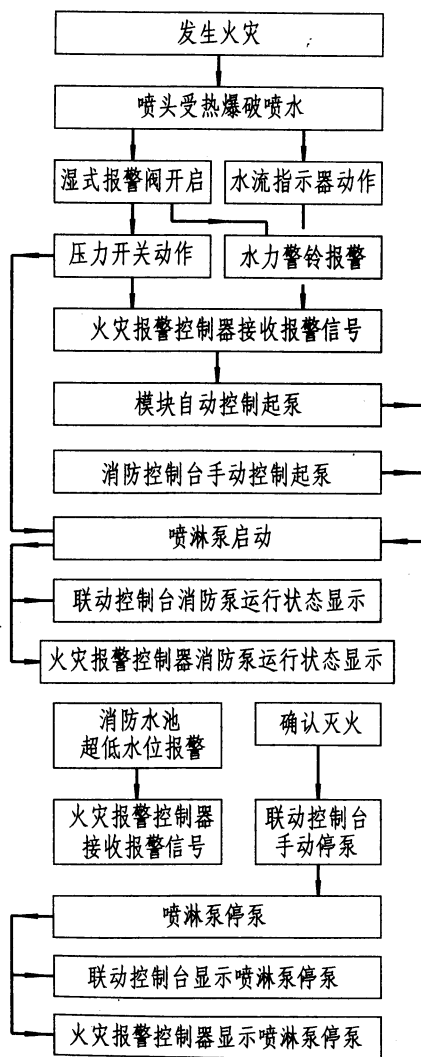 发生火灾
喷头受热爆破喷水
湿式报警阀开启
水流指示器动作
压力开关动作
水力警铃报警
火灾报警控制器接收报警信号
模块自动控制起泵
消防控制台手动控制起泵
喷淋泵启动
联动控制台消防泵运行状态显示
火灾报警控制器消防泵运行状态显示
消防水池
超低水位报警
确认灭火
火灾报警控制器
接收报警信号
联动控制台
手动停泵
喷淋泵停泵
联动控制台显示喷淋泵停泵
火灾报警控制器显示喷淋泵停泵